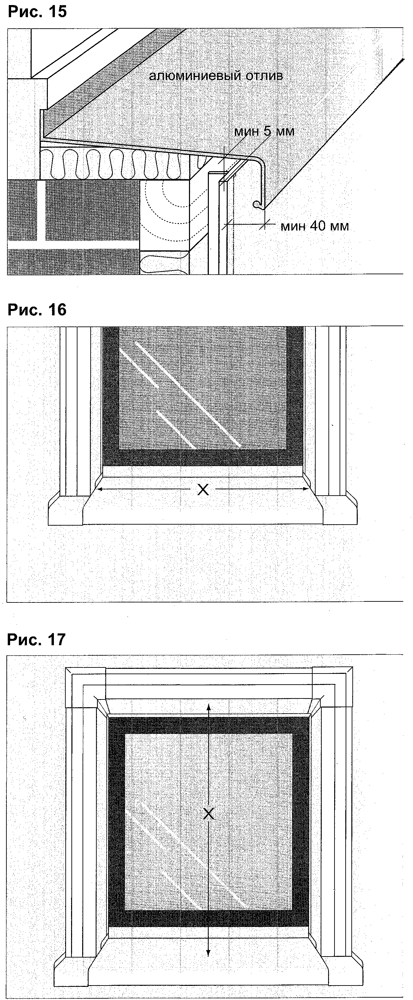 Рис. 15
алюминиевый отлив
мин 5 мм
мин 40 мм
Рис. 16
X
Рис. 17
X